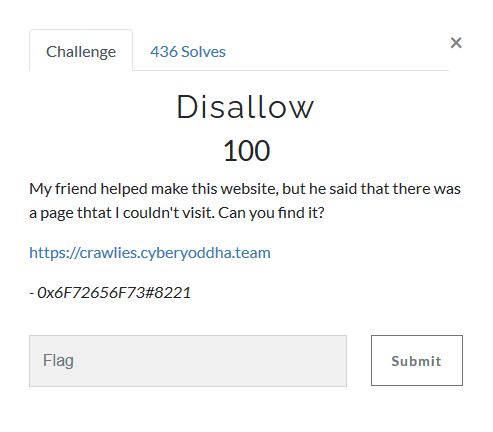 Challenge
436 Solves
×
Disallow
100
My friend helped make this website, but he said that there was
a page thtat I couldn't visit. Can you find it?
https://crawlies.cyberyoddha.team
- 0x6F72656F73#8221
Flag
Submit